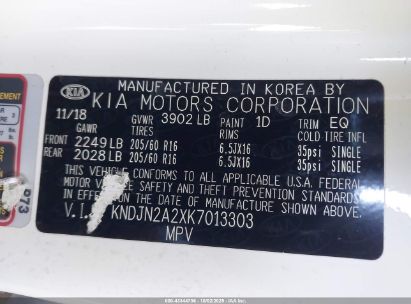 MANUFACTURED IN KOREA BY
KIA KIA MOTORS CORPORATION
11/18 GVWR 3902 LB PAINT 1D TRIM EQ
GAWR TIRES RIMS COLD TIRE INFL
FRONT 2249 LB 205/60 R16 6.5JX16 35psi SINGLE
REAR 2028 LB 205/60 R16 6.5JX16 35psi SINGLE
THIS VEHICLE CONFORMS TO ALL APPLICABLE U.S.A. FEDERAL
MOTOR VEHICLE SAFETY AND THEFT PREVENTION STANDARDS
IN EFFECT ON THE DATE OF MANUFACTURE SHOWN ABOVE.
V.I. KNDJN2A2XK7013303
MPV
973